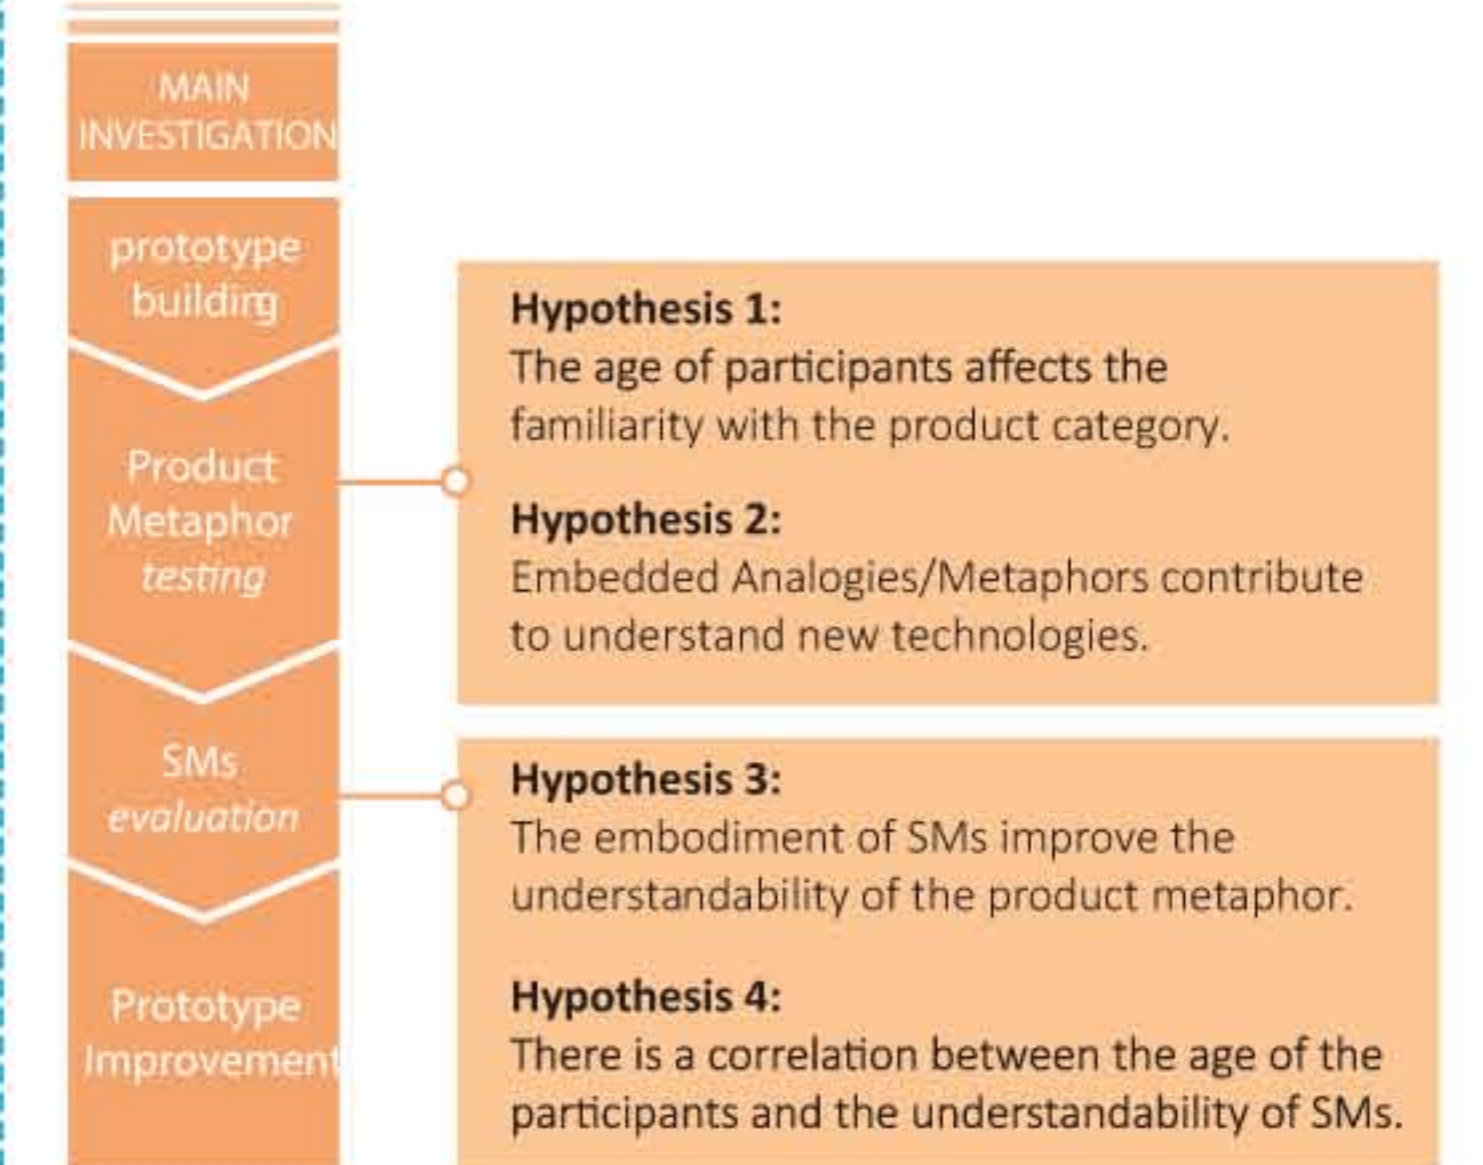 MAIN
INVESTIGATION
prototype
building
Product
Metaphor
testing
SMs
evaluation
Prototype
Improvement
Hypothesis 1:
The age of participants affects the
familiarity with the product category.
Hypothesis 2:
Embedded Analogies/Metaphors contribute
to understand new technologies.
Hypothesis 3:
The embodiment of SMs improve the
understandability of the product metaphor.
Hypothesis 4:
There is a correlation between the age of the
participants and the understandability of SMs.